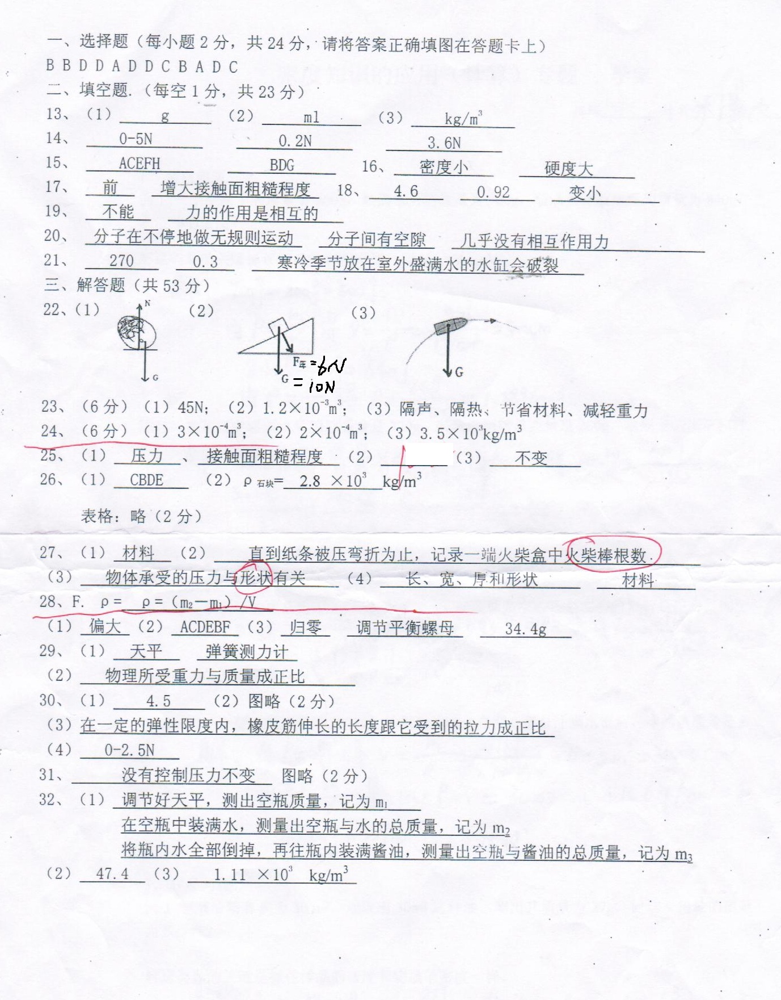 一、选择题（每小题2分，共24分，请将答案正确填图在答题卡上）
B B D D A D D C B A D C
二、填空题.（每空1分，共23分）
13、（1） g （2） ml （3） kg/m³
14、 0-5N 0.2N 3.6N
15、 ACEFH BDG 16、 密度小 硬度大
17、 前 增大接触面粗糙程度 18、 4.6 0.92 变小
19、 不能 力的作用是相互的
20、 分子在不停地做无规则运动 分子间有空隙 几乎没有相互作用力
21、 270 0.3 寒冷季节放在室外盛满水的水缸会破裂
三、解答题（共53分）
22、（1） （2） （3）
N
F压=6N
G G=10N G
23、（6分）（1）45N；（2）1.2×10⁻³m³；（3）隔声、隔热、节省材料、减轻重力
24、（6分）（1）3×10⁻⁴m³；（2）2×10⁻⁴m³；（3）3.5×10³kg/m³
25、（1） 压力 、 接触面粗糙程度 （2） （3） 不变
26、（1） CBDE （2）ρ石块= 2.8 ×10³ kg/m³
表格：略（2分）
27、（1） 材料 （2） 直到纸条被压弯折为止，记录一端火柴盒中火柴棒根数.
（3） 物体承受的压力与形状有关 （4） 长、宽、厚和形状 材料
28、F. ρ= ρ=（m₂－m₁）/V
（1） 偏大 （2） ACDEBF （3） 归零 调节平衡螺母 34.4g
29、（1） 天平 弹簧测力计
（2） 物理所受重力与质量成正比
30、（1） 4.5 （2）图略（2分）
（3）在一定的弹性限度内，橡皮筋伸长的长度跟它受到的拉力成正比
（4） 0-2.5N
31、 没有控制压力不变 图略（2分）
32、（1） 调节好天平，测出空瓶质量，记为m₁
在空瓶中装满水，测量出空瓶与水的总质量，记为m₂
将瓶内水全部倒掉，再往瓶内装满酱油，测量出空瓶与酱油的总质量，记为m₃
（2） 47.4 （3） 1.11 ×10³ kg/m³